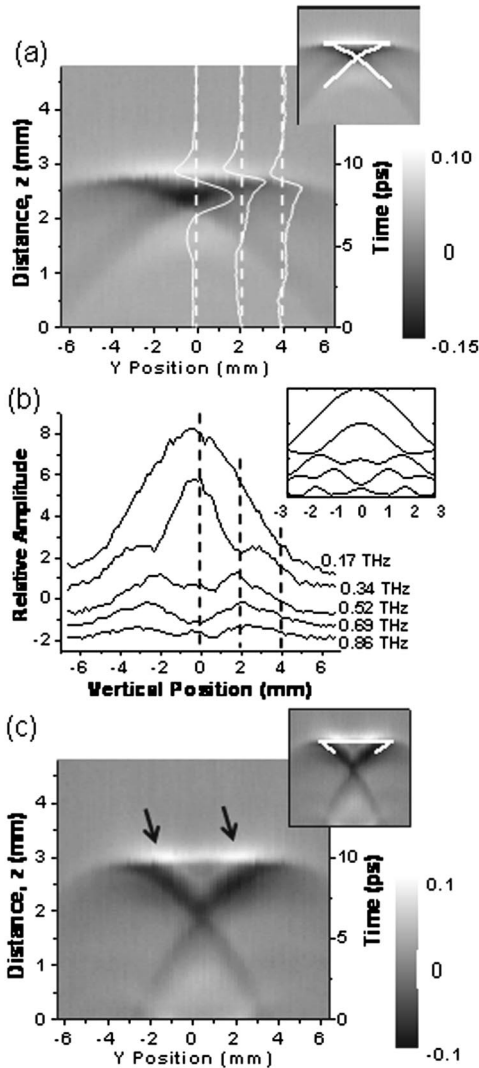 (a)
Distance, z (mm)
4
3
2
1
0
10
5
0
Time (ps)
0.10
0
-0.15
-6 -4 -2 0 2 4 6
Y Position (mm)
(b)
Relative Amplitude
8
6
4
2
0
-2
-3 -2 -1 0 1 2 3
0.17 THz
0.34 THz
0.52 THz
0.69 THz
0.86 THz
-6 -4 -2 0 2 4 6
Vertical Position (mm)
(c)
Distance, z (mm)
4
3
2
1
0
10
5
0
Time (ps)
0.1
0
-0.1
-6 -4 -2 0 2 4 6
Y Position (mm)